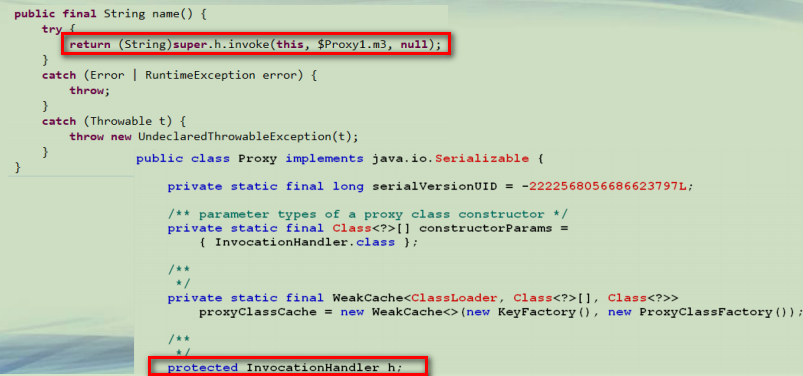 public final String name() {
try {
return (String)super.h.invoke(this, $Proxy1.m3, null);
}
catch (Error | RuntimeException error) {
throw;
}
catch (Throwable t) {
throw new UndeclaredThrowableException(t);
}
}
public class Proxy implements java.io.Serializable {
private static final long serialVersionUID = -2222568056686623797L;
/** parameter types of a proxy class constructor */
private static final Class<?>[] constructorParams =
{ InvocationHandler.class };
/**
*/
private static final WeakCache<ClassLoader, Class<?>[], Class<?>>
proxyClassCache = new WeakCache<>(new KeyFactory(), new ProxyClassFactory());
/**
*/
protected InvocationHandler h;